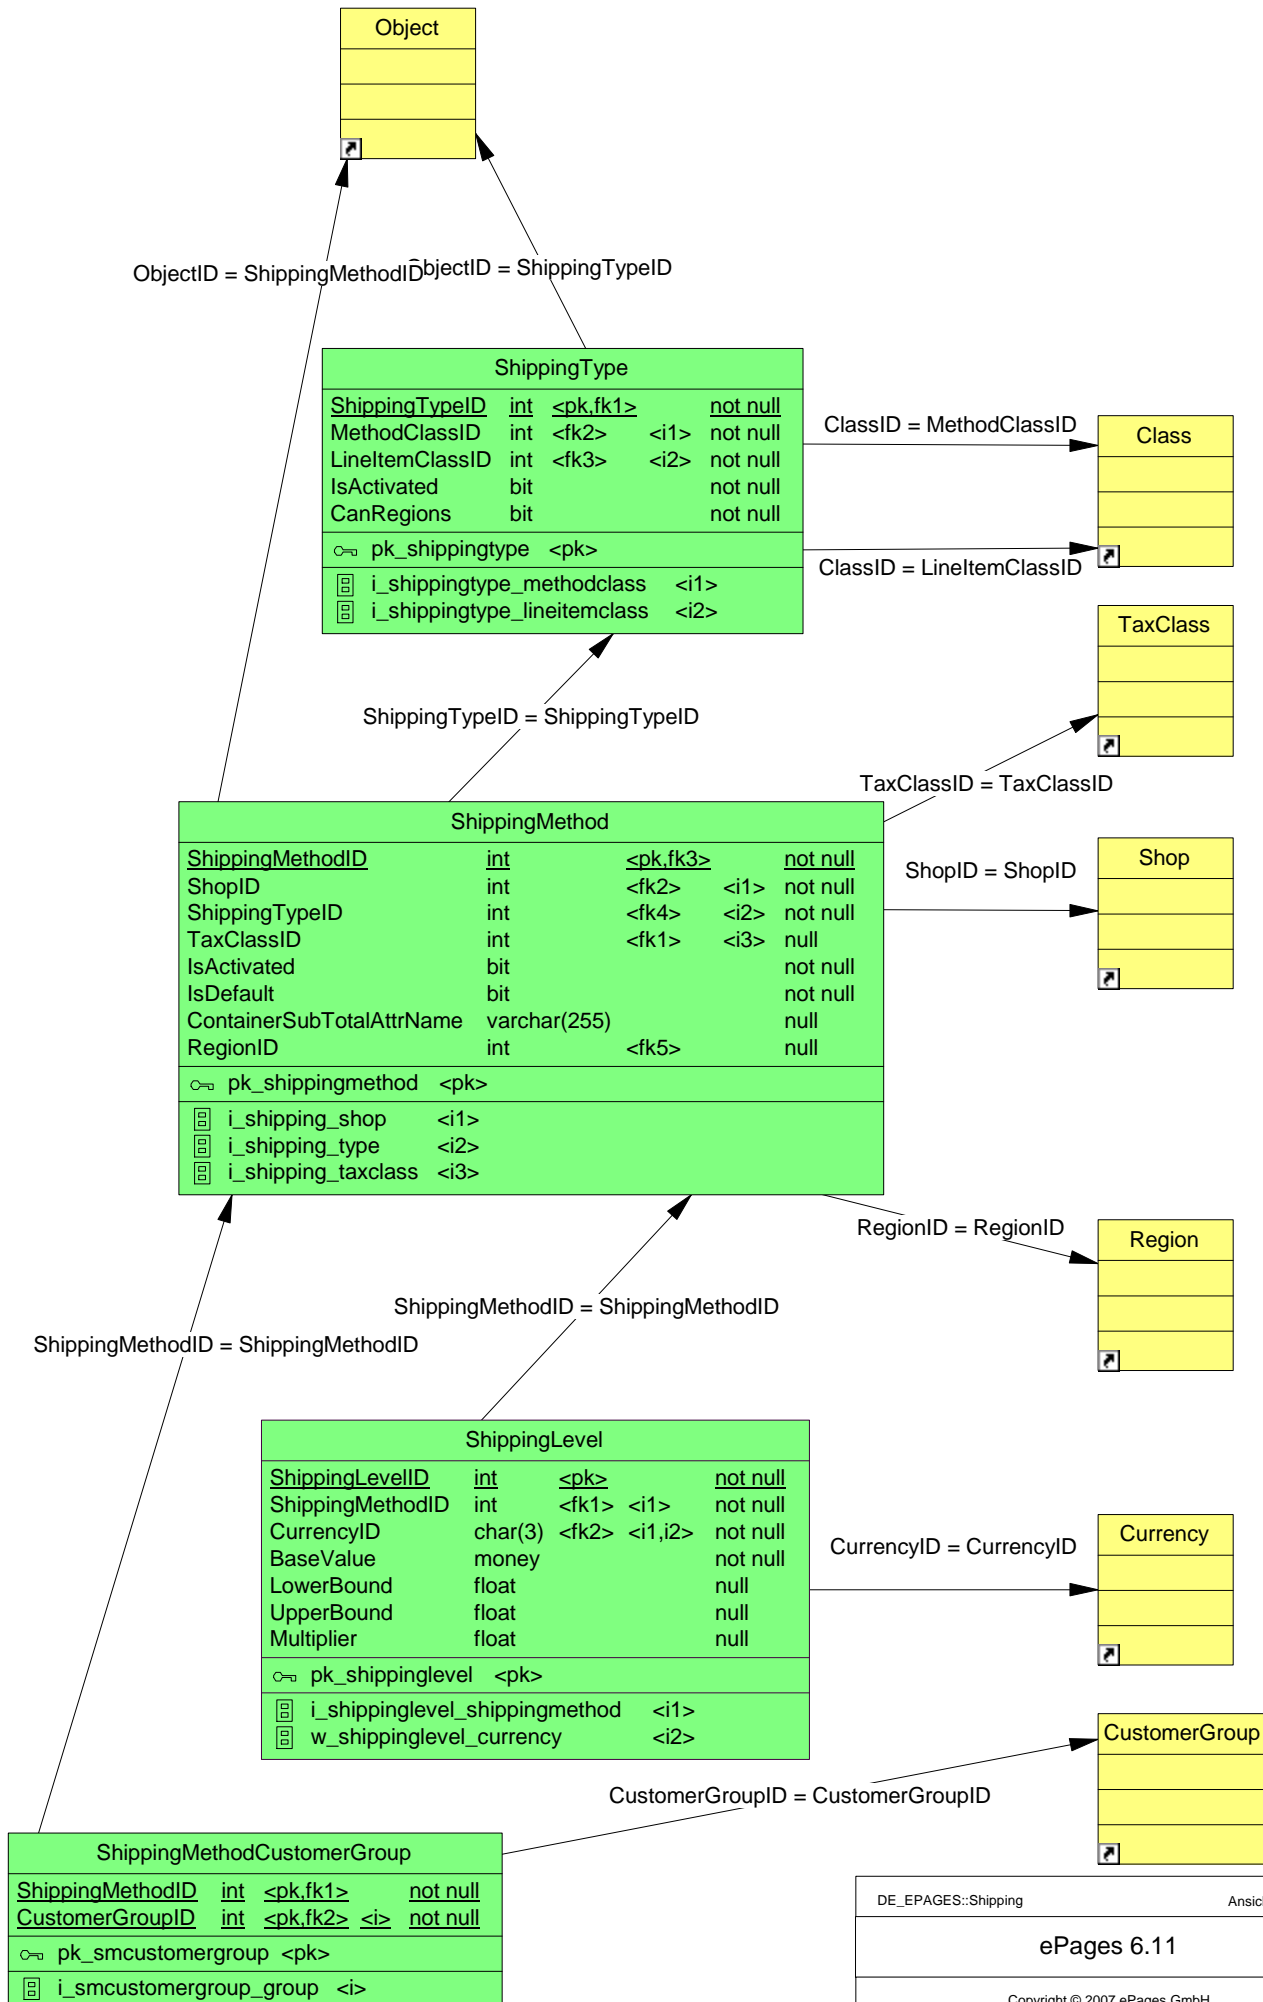 Object
ObjectID = ShippingMethodID
bjectID = ShippingTypeID
ShippingType
ShippingTypeID int <pk,fk1> not null
MethodClassID int <fk2> <i1> not null
LineItemClassID int <fk3> <i2> not null
IsActivated bit not null
CanRegions bit not null
pk_shippingtype <pk>
i_shippingtype_methodclass <i1>
i_shippingtype_lineitemclass <i2>
ClassID = MethodClassID
Class
ClassID = LineItemClassID
TaxClass
ShippingTypeID = ShippingTypeID
TaxClassID = TaxClassID
ShippingMethod
ShippingMethodID int <pk,fk3> not null
ShopID int <fk2> <i1> not null
ShippingTypeID int <fk4> <i2> not null
TaxClassID int <fk1> <i3> null
IsActivated bit not null
IsDefault bit not null
ContainerSubTotalAttrName varchar(255) null
RegionID int <fk5> null
pk_shippingmethod <pk>
i_shipping_shop <i1>
i_shipping_type <i2>
i_shipping_taxclass <i3>
ShopID = ShopID
Shop
RegionID = RegionID
Region
ShippingMethodID = ShippingMethodID
ShippingMethodID = ShippingMethodID
ShippingLevel
ShippingLevelID int <pk> not null
ShippingMethodID int <fk1> <i1> not null
CurrencyID char(3) <fk2> <i1,i2> not null
BaseValue money not null
LowerBound float null
UpperBound float null
Multiplier float null
pk_shippinglevel <pk>
i_shippinglevel_shippingmethod <i1>
w_shippinglevel_currency <i2>
CurrencyID = CurrencyID
Currency
CustomerGroup
CustomerGroupID = CustomerGroupID
ShippingMethodCustomerGroup
ShippingMethodID int <pk,fk1> not null
CustomerGroupID int <pk,fk2> <i> not null
pk_smcustomergroup <pk>
i_smcustomergroup_group <i>
DE_EPAGES::Shipping Ansic
ePages 6.11
Copyright © 2007 ePages GmbH